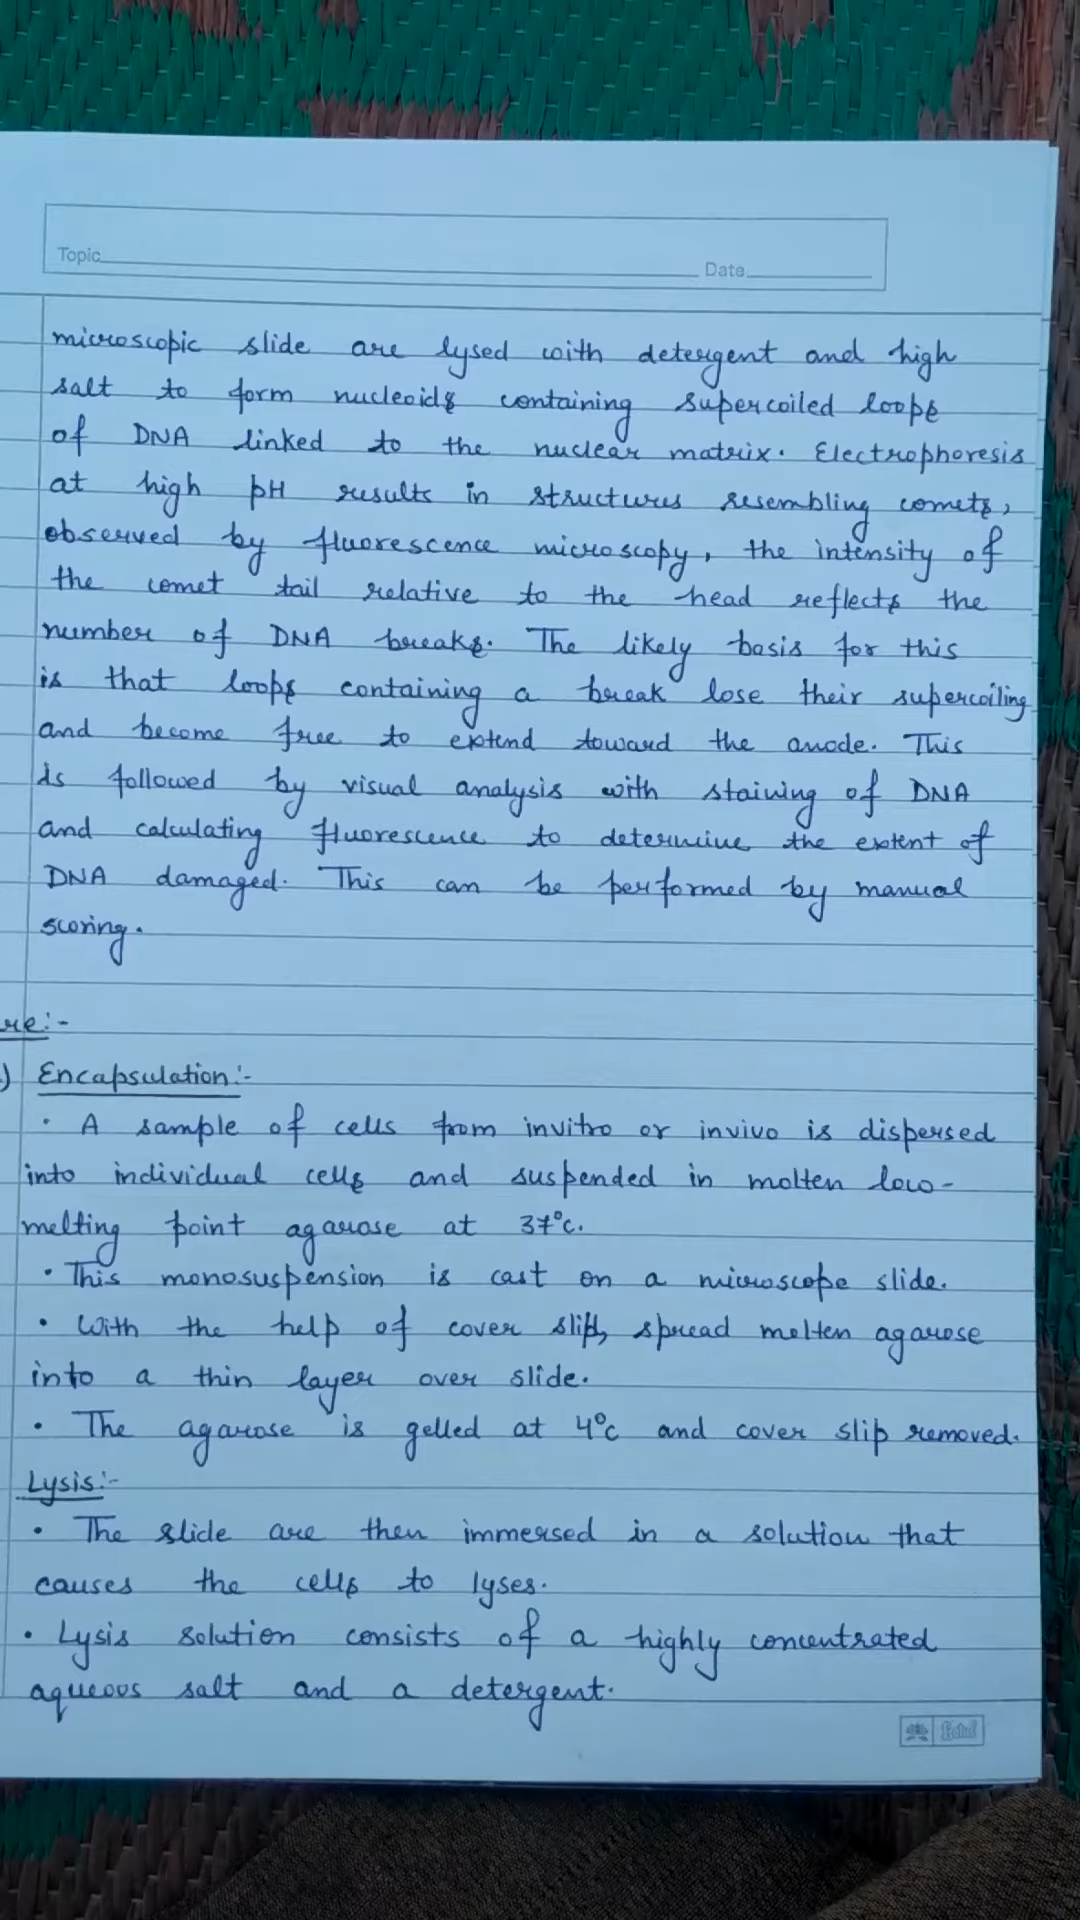 Topic Date
microscopic slide are lysed with detergent and high
salt to form nucleoids containing supercoiled loops
of DNA linked to the nuclear matrix. Electrophoresis
at high pH results in structures resembling comets,
observed by fluorescence microscopy, the intensity of
the comet tail relative to the head reflects the
number of DNA breaks. The likely basis for this
is that loops containing a break lose their supercoiling
and become free to extend toward the anode. This
is followed by visual analysis with staining of DNA
and calculating fluorescence to determine the extent of
DNA damaged. This can be performed by manual
scoring.
re:-
) Encapsulation:-
• A sample of cells from invitro or invivo is dispersed
into individual cells and suspended in molten low-
melting point agarose at 37°c.
• This monosuspension is cast on a microscope slide.
• With the help of cover slip, spread molten agarose
into a thin layer over slide.
• The agarose is gelled at 4°c and cover slip removed.
Lysis:-
• The slide are then immersed in a solution that
causes the cells to lyses.
• Lysis solution consists of a highly concentrated
aqueous salt and a detergent.